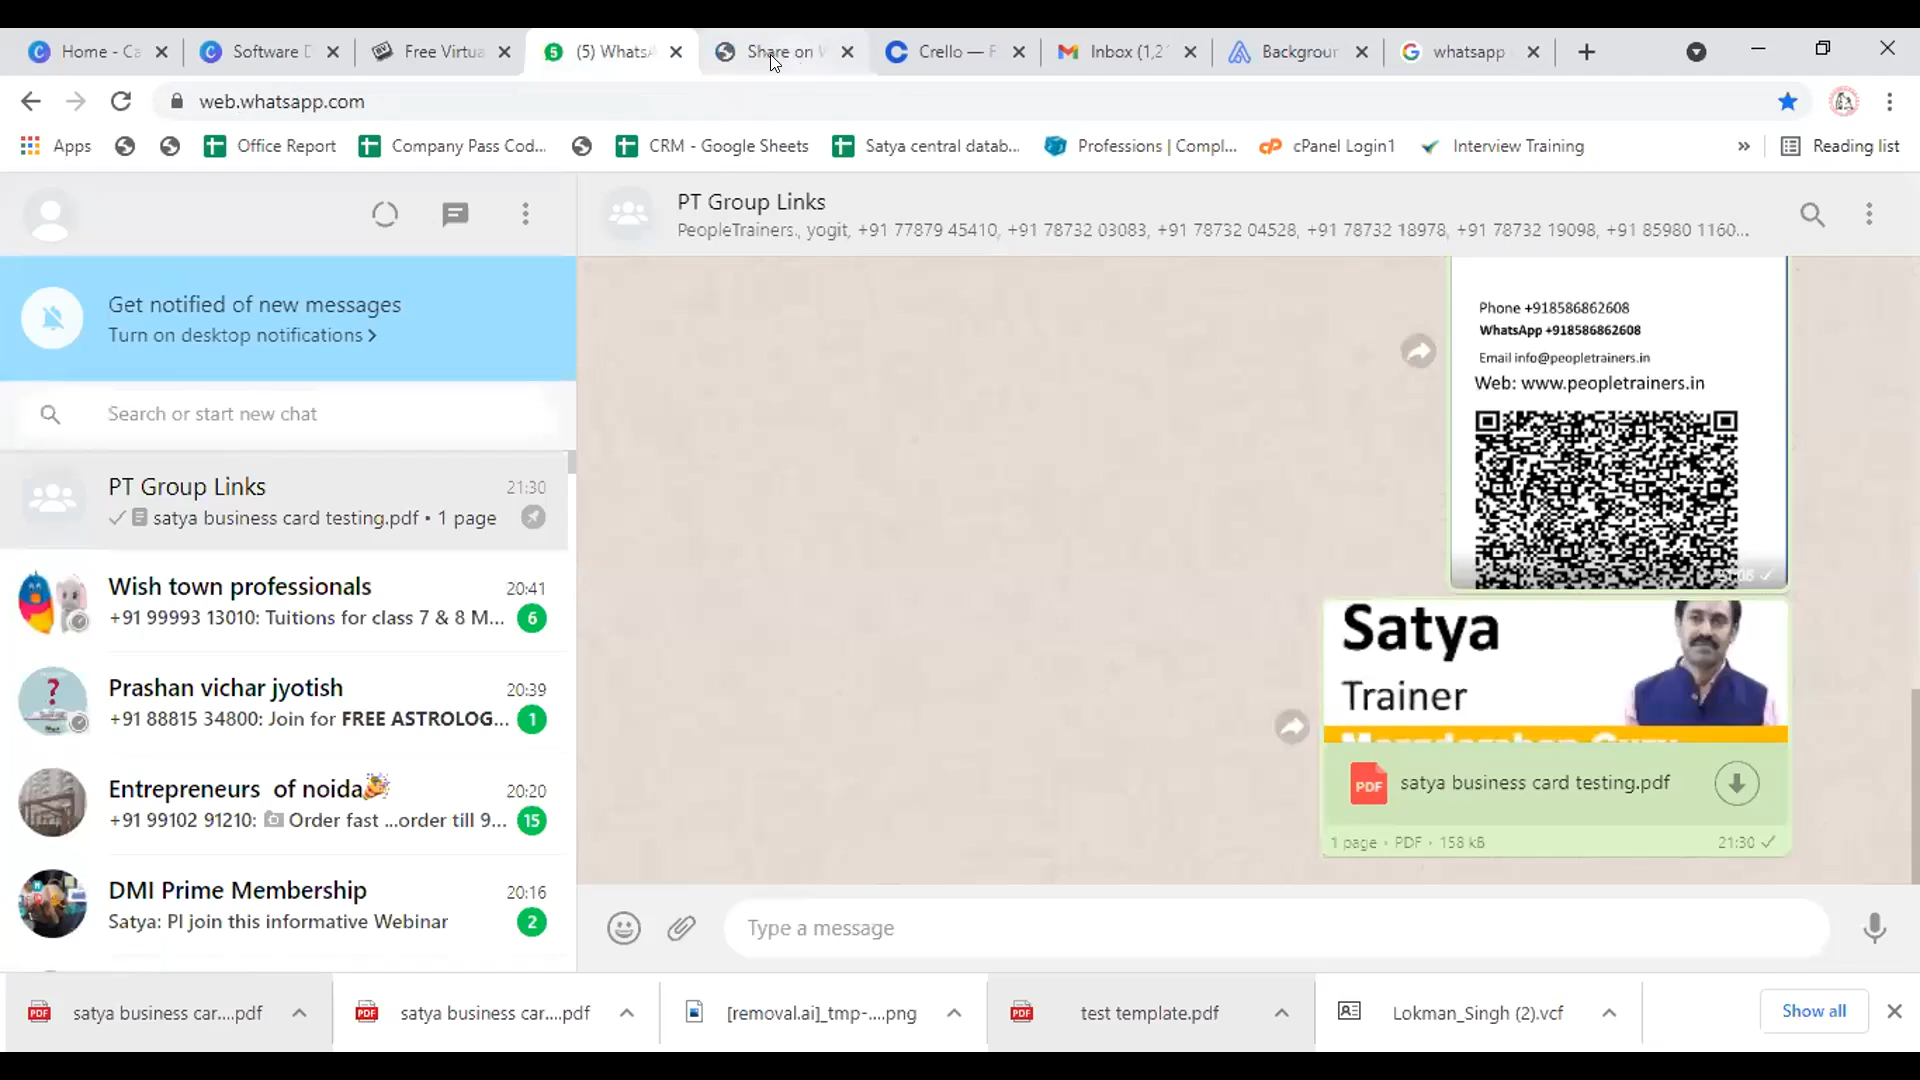 Home - Ca
Software D
Free Virtua
(5) WhatsA
Share on W
Crello — F
Inbox (1,2
Backgroun
whatsapp
web.whatsapp.com
Apps
Office Report
Company Pass Cod...
CRM - Google Sheets
Satya central datab...
Professions | Compl...
cPanel Login1
Interview Training
Reading list
PT Group Links
PeopleTrainers., yogit, +91 77879 45410, +91 78732 03083, +91 78732 04528, +91 78732 18978, +91 78732 19098, +91 85980 1160...
Get notified of new messages
Turn on desktop notifications >
Search or start new chat
PT Group Links
21:30
satya business card testing.pdf • 1 page
Wish town professionals
20:41
+91 99993 13010: Tuitions for class 7 & 8 M...
6
Prashan vichar jyotish
20:39
+91 88815 34800: Join for FREE ASTROLOG...
1
Entrepreneurs of noida🎉
20:20
+91 99102 91210: Order fast ...order till 9...
15
DMI Prime Membership
20:16
Satya: Pl join this informative Webinar
2
Phone +918586862608
WhatsApp +918586862608
Email info@peopletrainers.in
Web: www.peopletrainers.in
Satya
Trainer
PDF
satya business card testing.pdf
1 page • PDF • 158 kB
21:30
Type a message
satya business car....pdf
satya business car....pdf
[removal.ai]_tmp-....png
test template.pdf
Lokman_Singh (2).vcf
Show all